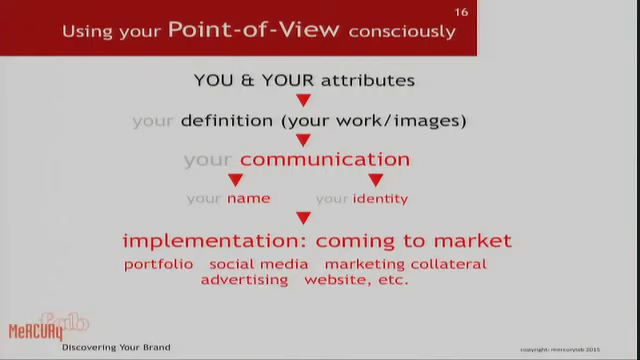 16
Using your Point-of-View consciously
YOU & YOUR attributes
your definition (your work/images)
your communication
your name your identity
implementation: coming to market
portfolio social media marketing collateral
advertising website, etc.
MeRCURy lab
Discovering Your Brand
copyright: mercurylab 2015